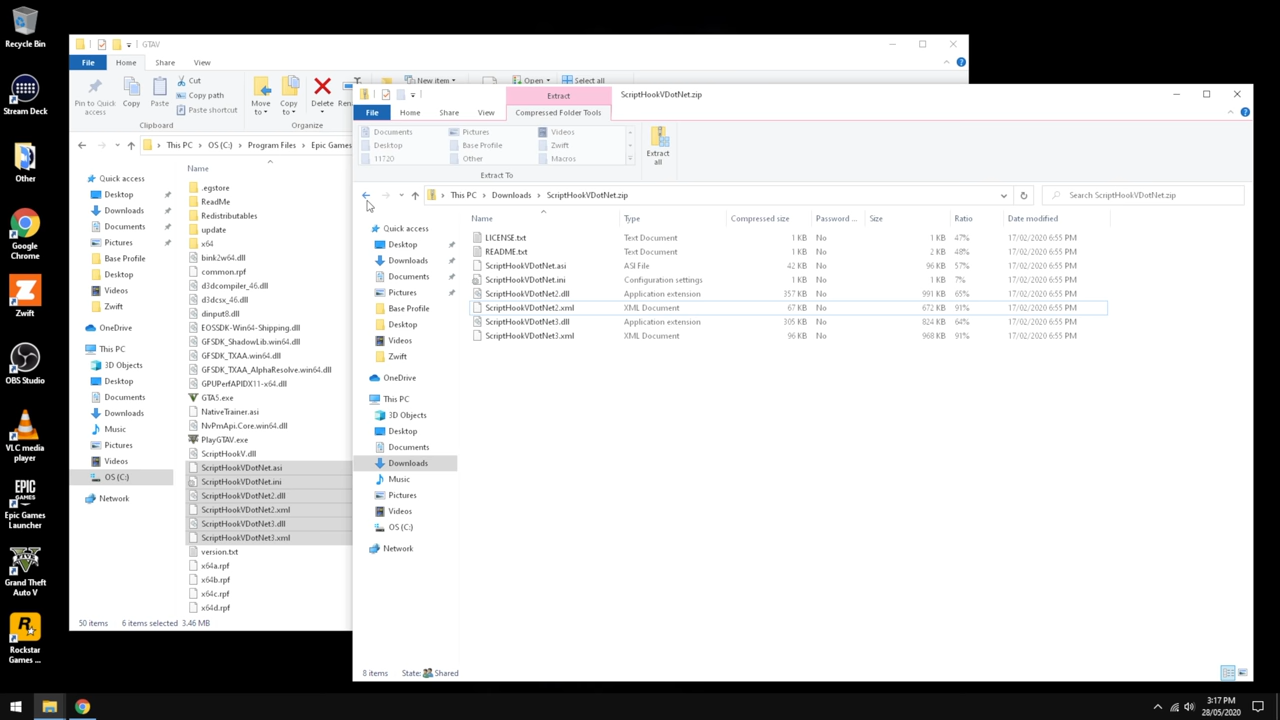 Recycle Bin
Stream Deck
Other
Google
Chrome
Zwift
OBS Studio
VLC media
player
EPIC
GAMES
Epic Games
Launcher
Grand Theft
Auto V
Rockstar
Games ...
GTAV
File
Home
Share
View
Pin to Quick
access
Copy
Paste
Cut
Copy path
Paste shortcut
Clipboard
Move
to
Copy
to
Delete
Organize
New item
Open
Select all
This PC
OS (C:)
Program Files
Epic Games
Quick access
Desktop
Downloads
Documents
Pictures
Base Profile
Desktop
Videos
Zwift
OneDrive
This PC
3D Objects
Desktop
Documents
Downloads
Music
Pictures
Videos
OS (C:)
Network
Name
.egstore
ReadMe
Redistributables
update
x64
bink2w64.dll
common.rpf
d3dcompiler_46.dll
d3dcsx_46.dll
dinput8.dll
EOSSDK-Win64-Shipping.dll
GFSDK_ShadowLib.win64.dll
GFSDK_TXAA.win64.dll
GFSDK_TXAA_AlphaResolve.win64.dll
GPUPerfAPIDX11-x64.dll
GTA5.exe
NativeTrainer.asi
NvPmApi.Core.win64.dll
PlayGTAV.exe
ScriptHookV.dll
ScriptHookVDotNet.asi
ScriptHookVDotNet.ini
ScriptHookVDotNet2.dll
ScriptHookVDotNet2.xml
ScriptHookVDotNet3.dll
ScriptHookVDotNet3.xml
version.txt
x64a.rpf
x64b.rpf
x64c.rpf
x64d.rpf
50 items 6 items selected 3.46 MB
Extract
ScriptHookVDotNet.zip
File
Home
Share
View
Compressed Folder Tools
Documents Pictures Videos
Desktop Base Profile Zwift
11720 Other Macros
Extract To
Extract
all
This PC
Downloads
ScriptHookVDotNet.zip
Search ScriptHookVDotNet.zip
Quick access
Desktop
Downloads
Documents
Pictures
Base Profile
Desktop
Videos
Zwift
OneDrive
This PC
3D Objects
Desktop
Documents
Downloads
Music
Pictures
Videos
OS (C:)
Network
Name Type Compressed size Password ... Size Ratio Date modified
LICENSE.txt Text Document 1 KB No 1 KB 47% 17/02/2020 6:55 PM
README.txt Text Document 1 KB No 2 KB 48% 17/02/2020 6:55 PM
ScriptHookVDotNet.asi ASI File 42 KB No 96 KB 57% 17/02/2020 6:55 PM
ScriptHookVDotNet.ini Configuration settings 1 KB No 1 KB 7% 17/02/2020 6:55 PM
ScriptHookVDotNet2.dll Application extension 357 KB No 991 KB 65% 17/02/2020 6:55 PM
ScriptHookVDotNet2.xml XML Document 67 KB No 672 KB 91% 17/02/2020 6:55 PM
ScriptHookVDotNet3.dll Application extension 305 KB No 824 KB 64% 17/02/2020 6:55 PM
ScriptHookVDotNet3.xml XML Document 96 KB No 968 KB 91% 17/02/2020 6:55 PM
8 items State: Shared
3:17 PM
28/05/2020